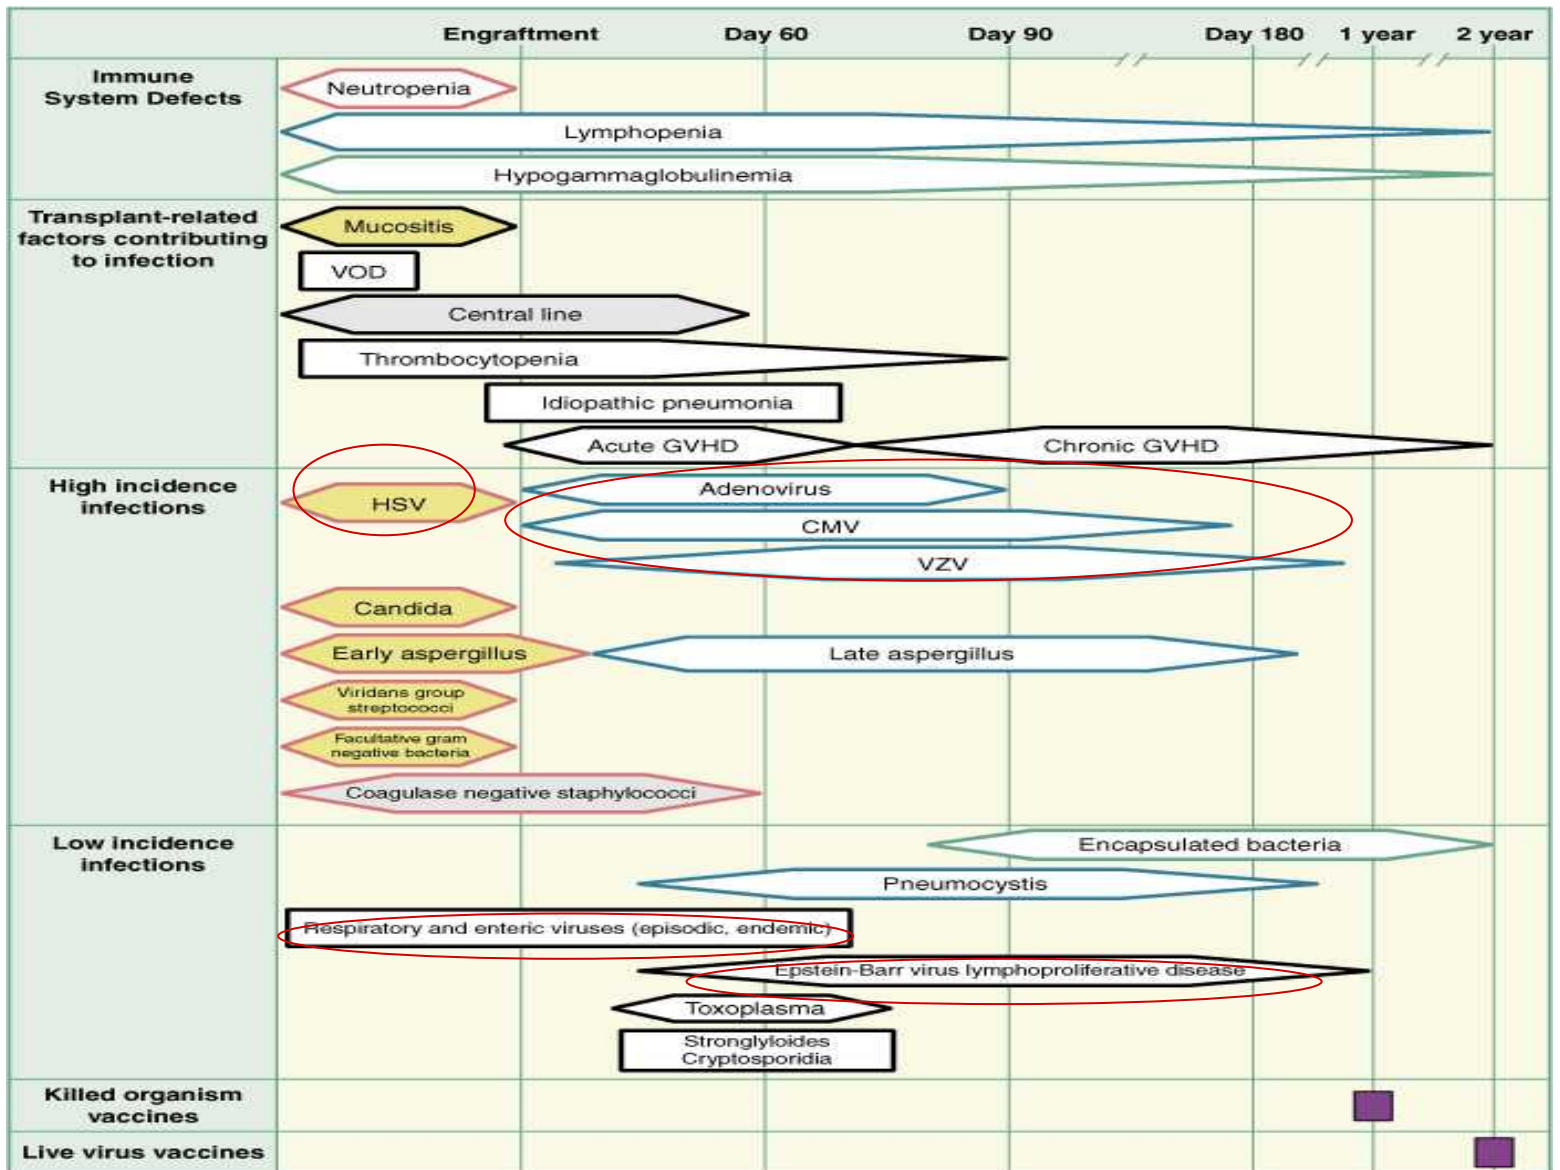 Engraftment Day 60 Day 90 Day 180 1 year 2 year
Immune
System Defects
Neutropenia
Lymphopenia
Hypogammaglobulinemia
Transplant-related
factors contributing
to infection
Mucositis
VOD
Central line
Thrombocytopenia
Idiopathic pneumonia
Acute GVHD Chronic GVHD
High incidence
infections
Adenovirus
HSV
CMV
VZV
Candida
Early aspergillus Late aspergillus
Viridans group
streptococci
Facultative gram
negative bacteria
Coagulase negative staphylococci
Low incidence
infections
Encapsulated bacteria
Pneumocystis
Respiratory and enteric viruses (episodic, endemic)
Epstein-Barr virus lymphoproliferative disease
Toxoplasma
Stronglyloides
Cryptosporidia
Killed organism
vaccines
Live virus vaccines